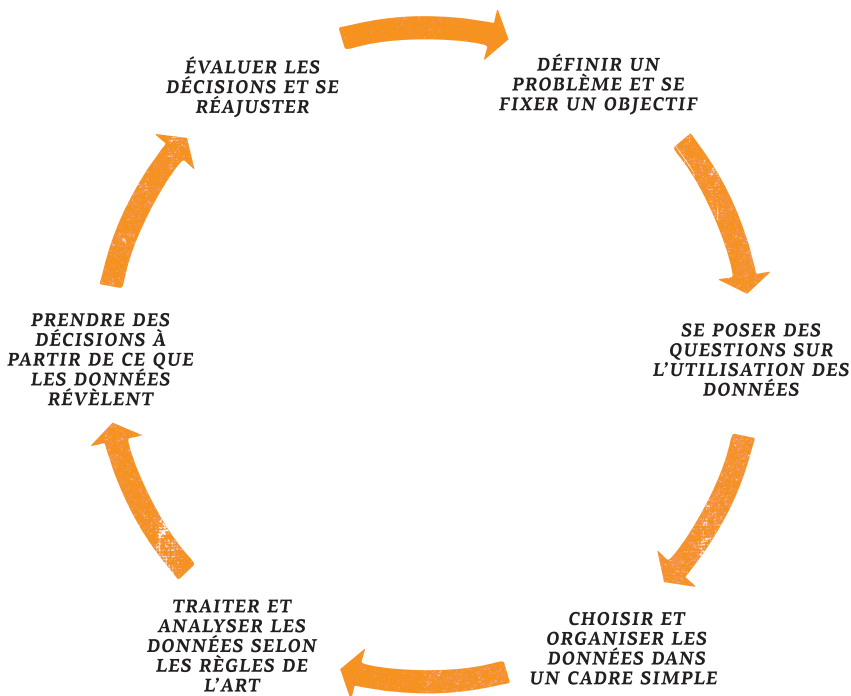 ÉVALUER LES
DÉCISIONS ET SE
RÉAJUSTER
DÉFINIR UN
PROBLÈME ET SE
FIXER UN OBJECTIF
SE POSER DES
QUESTIONS SUR
L’UTILISATION DES
DONNÉES
CHOISIR ET
ORGANISER LES
DONNÉES DANS
UN CADRE SIMPLE
TRAITER ET
ANALYSER LES
DONNÉES SELON
LES RÈGLES DE
L’ART
PRENDRE DES
DÉCISIONS À
PARTIR DE CE QUE
LES DONNÉES
RÉVÈLENT